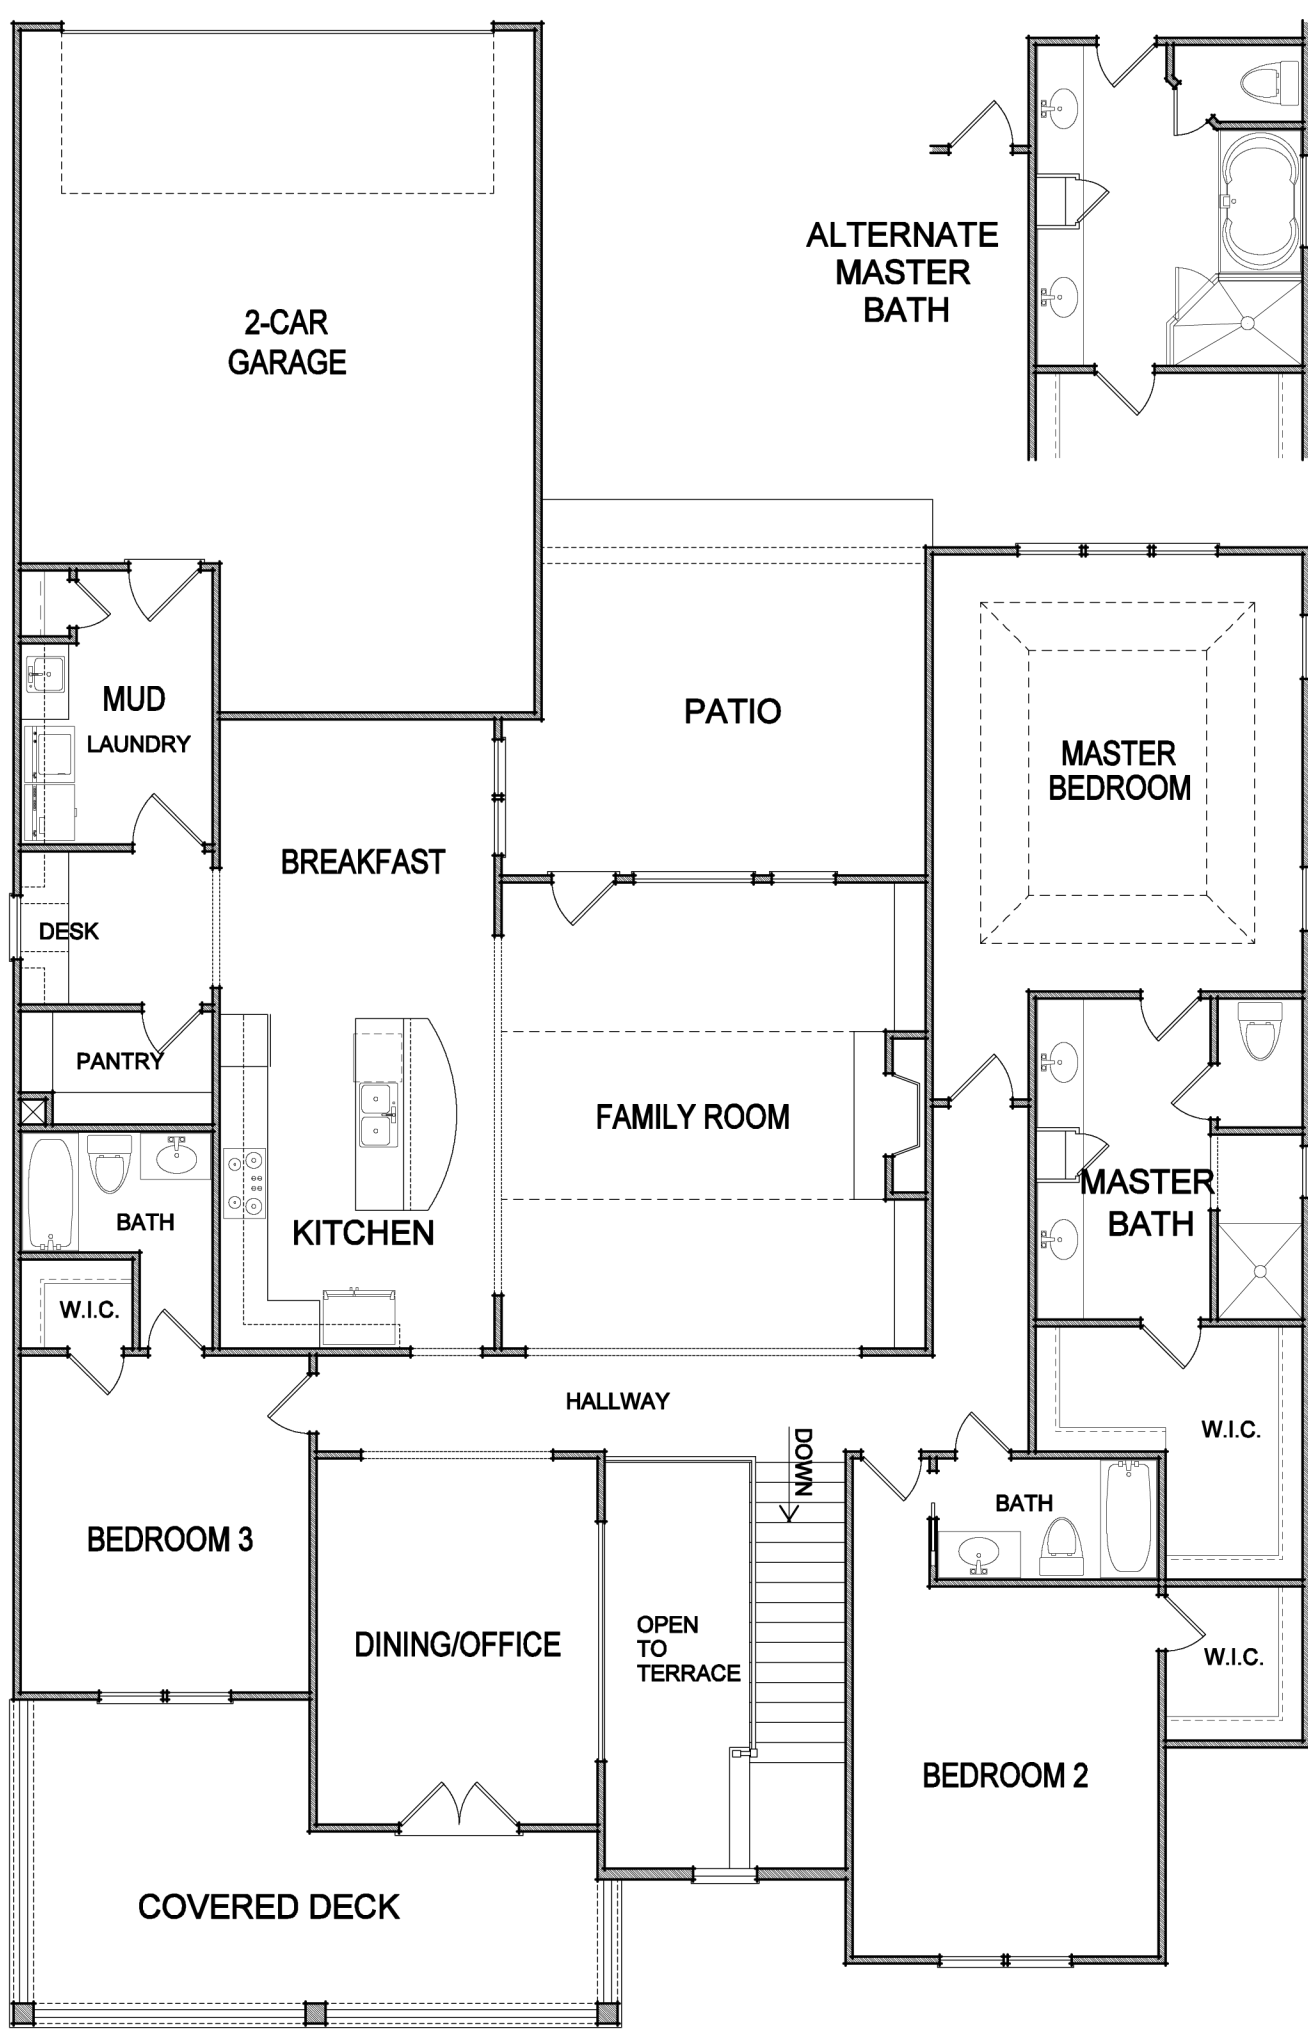 ALTERNATE
MASTER
BATH
2-CAR
GARAGE
MUD
LAUNDRY
PATIO
MASTER
BEDROOM
BREAKFAST
DESK
PANTRY
FAMILY ROOM
MASTER
BATH
BATH
KITCHEN
W.I.C.
HALLWAY
W.I.C.
DOWN
BATH
BEDROOM 3
DINING/OFFICE
OPEN
TO
TERRACE
W.I.C.
BEDROOM 2
COVERED DECK